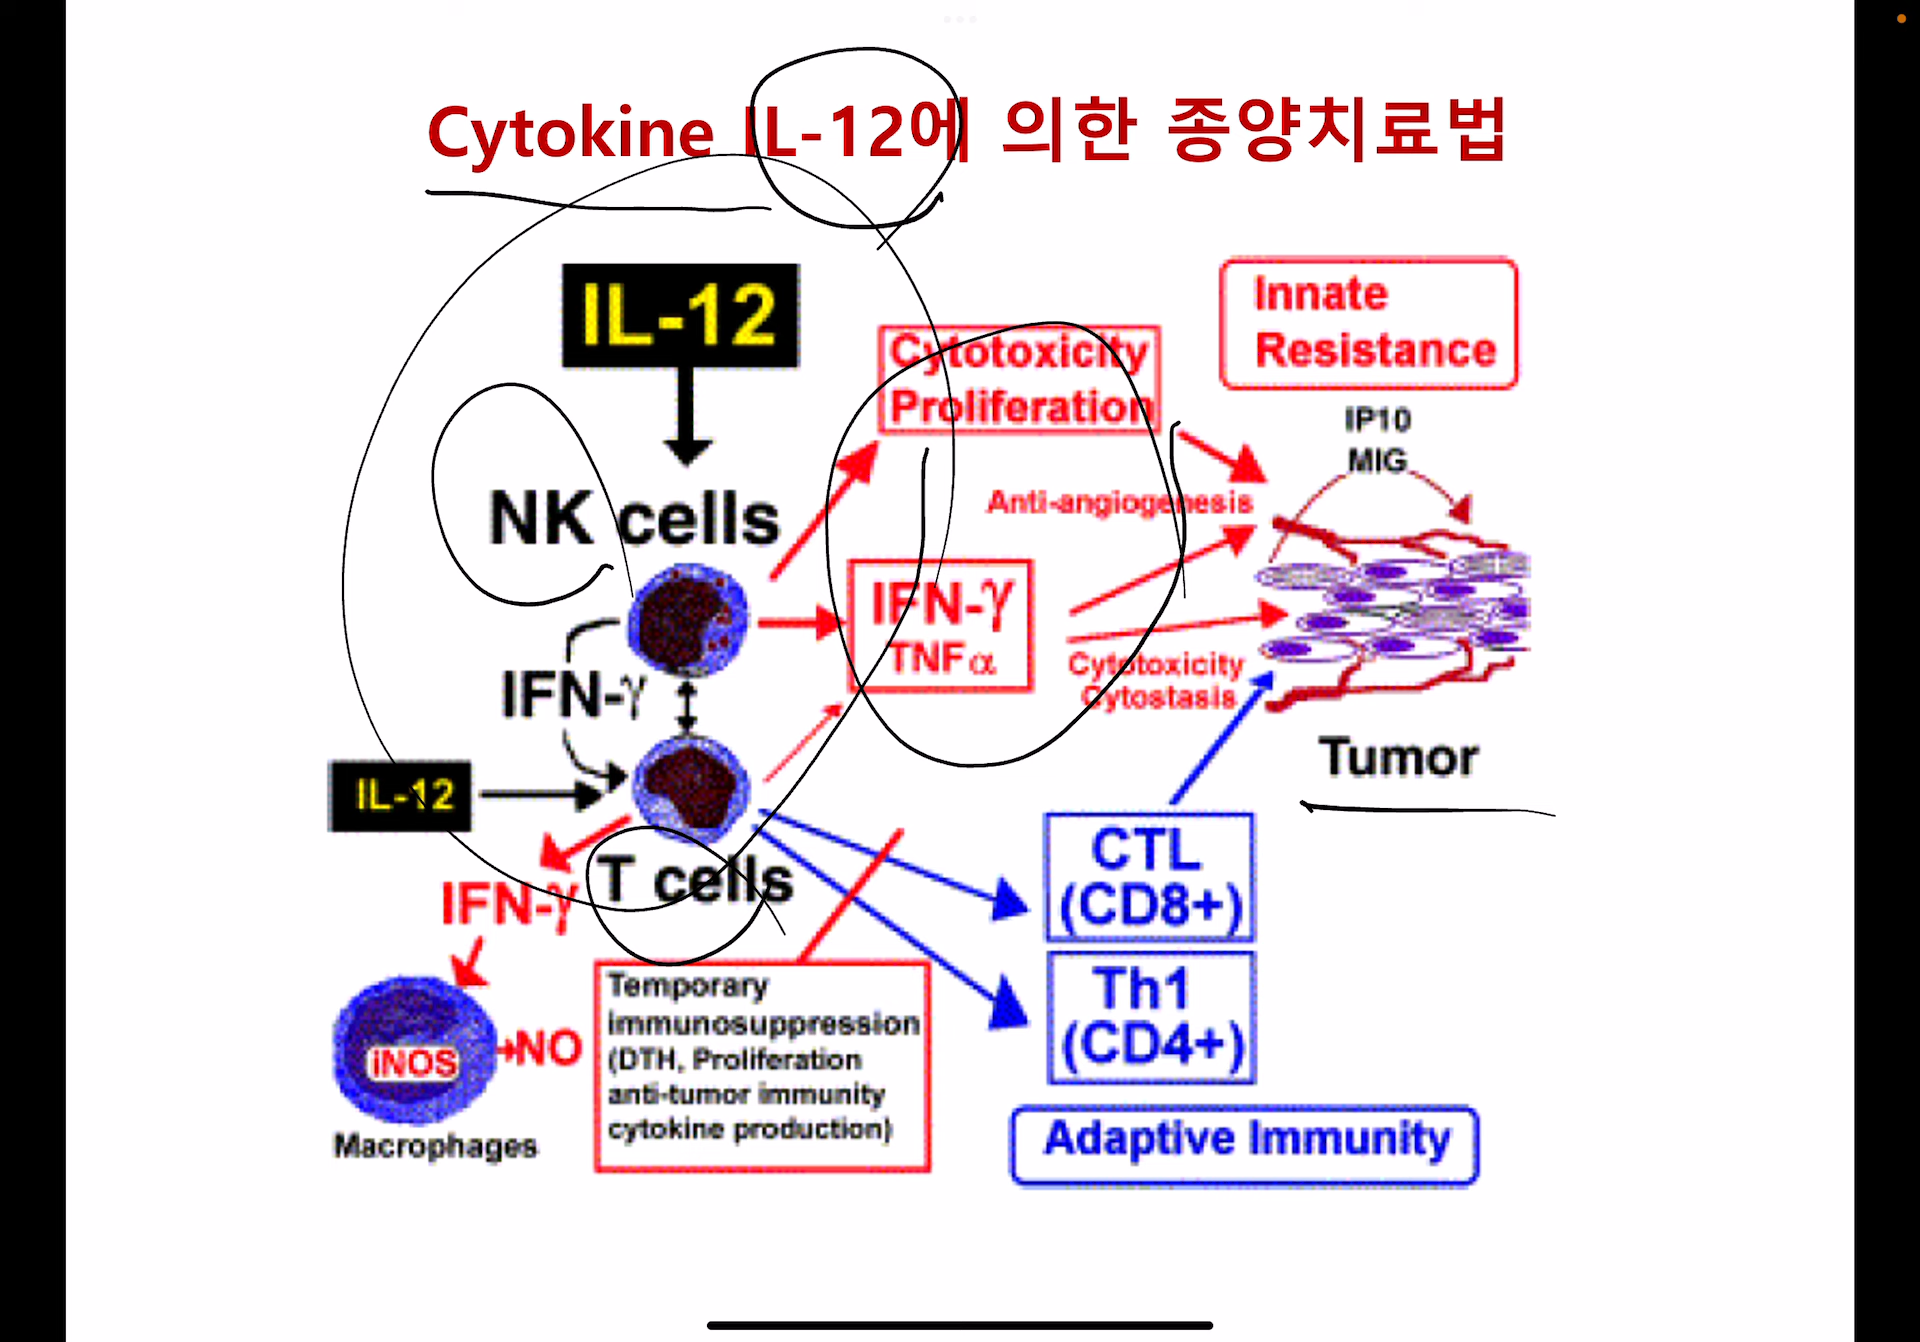 Cytokine IL-12에 의한 종양치료법
IL-12
NK cells
IFN-γ
IL-12
T cells
IFN-γ
iNOS
NO
Macrophages
Temporary
immunosuppression
(DTH, Proliferation
anti-tumor immunity
cytokine production)
Cytotoxicity
Proliferation
IFN-γ
TNFα
Anti-angiogenesis
Cytotoxicity
Cytostasis
Innate
Resistance
IP10
MIG
Tumor
CTL
(CD8+)
Th1
(CD4+)
Adaptive Immunity